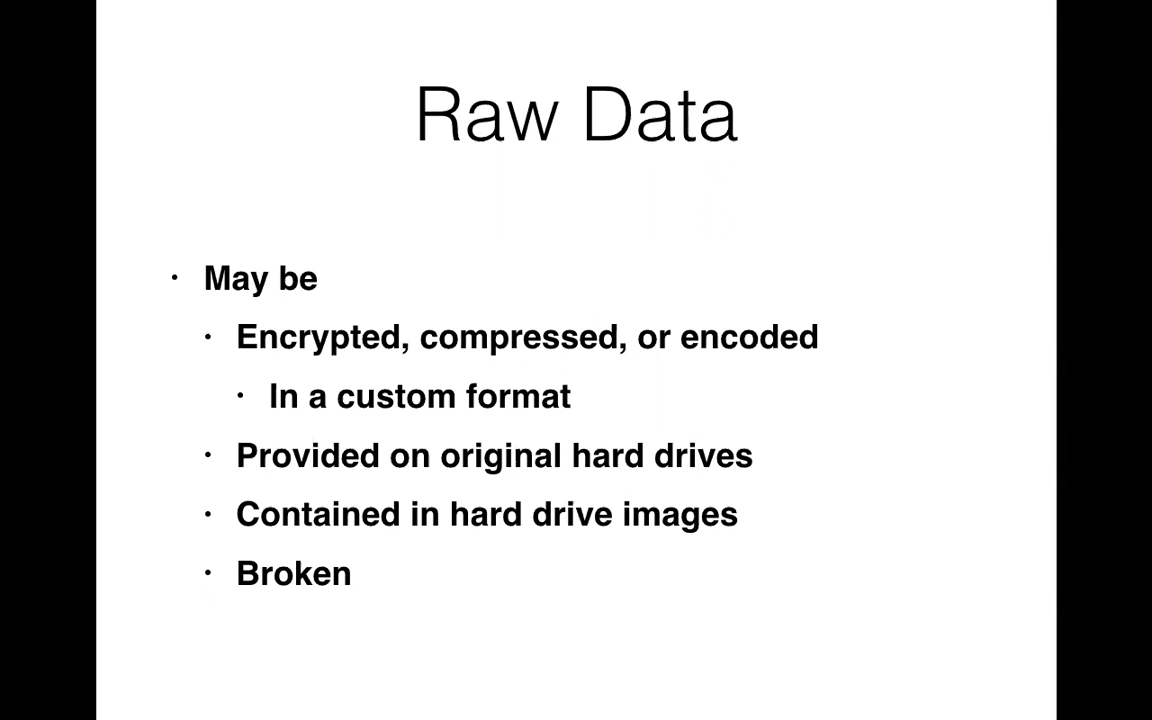 Raw Data
· May be
· Encrypted, compressed, or encoded
· In a custom format
· Provided on original hard drives
· Contained in hard drive images
· Broken